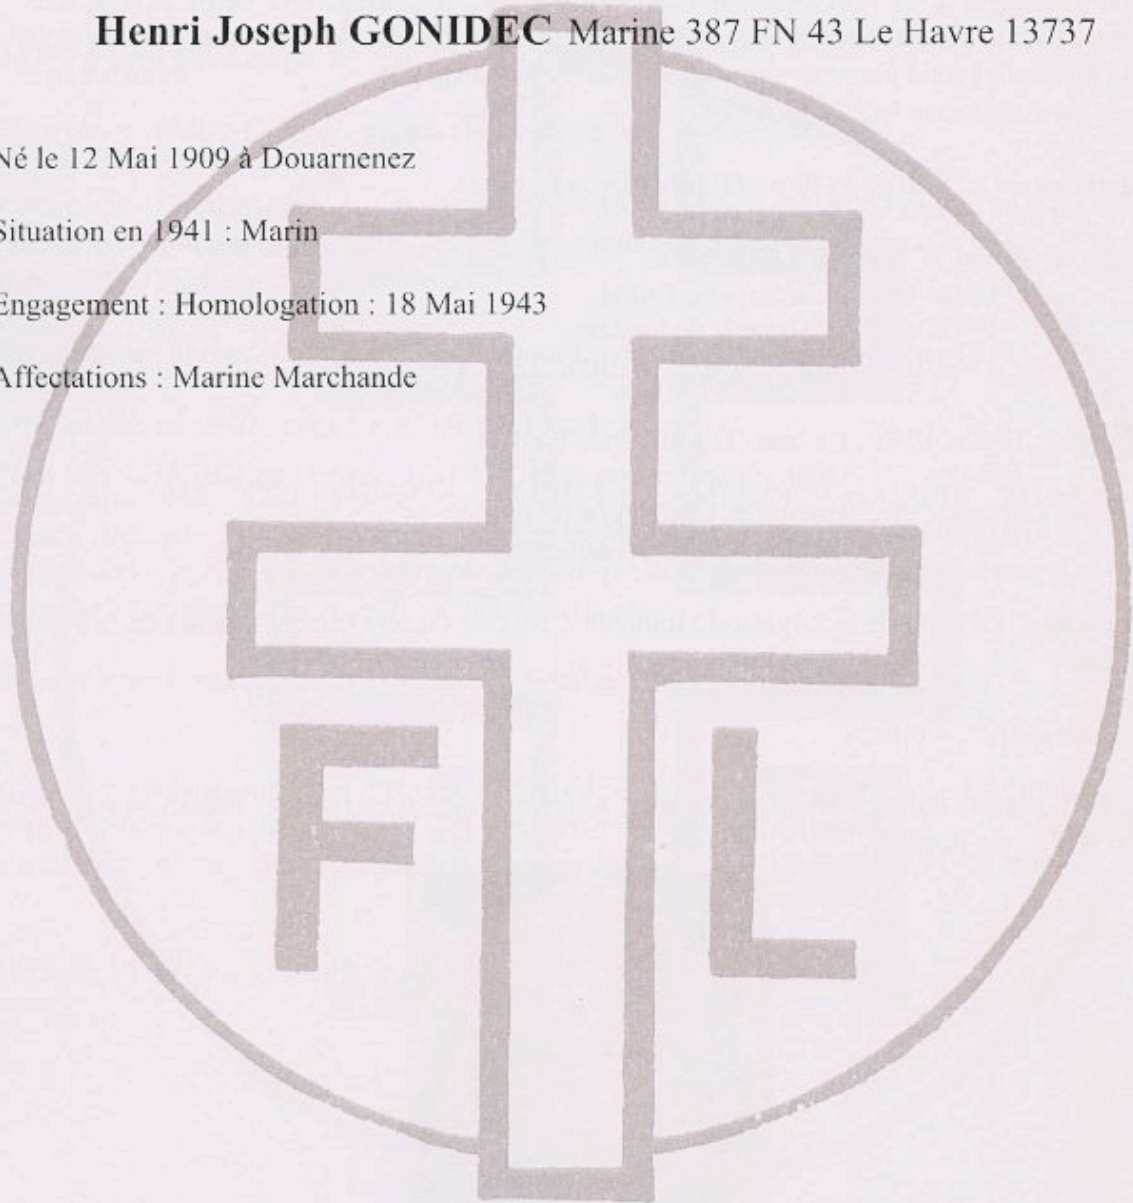 Henri Joseph GONIDEC Marine 387 FN 43 Le Havre 13737
Né le 12 Mai 1909 à Douarnenez
Situation en 1941 : Marin
Engagement : Homologation : 18 Mai 1943
Affectations : Marine Marchande
F L